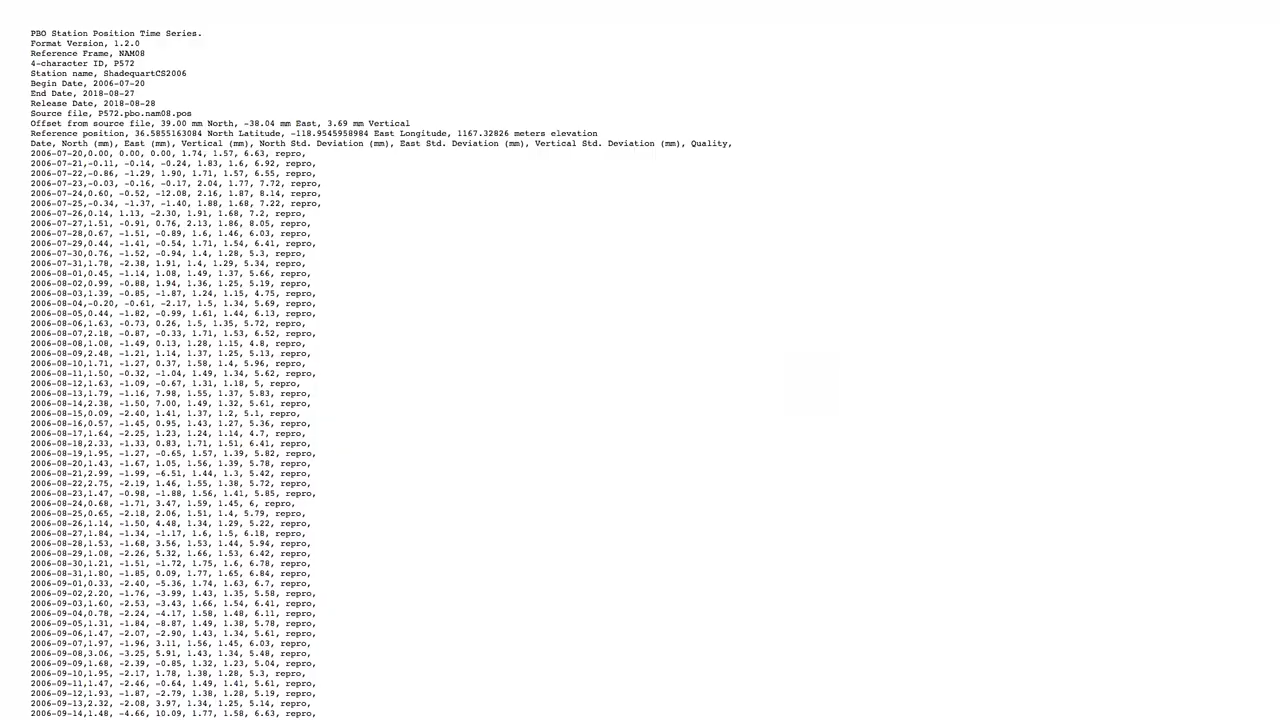 PBO Station Position Time Series.
Format Version, 1.2.0
Reference Frame, NAM08
4-character ID, P572
Station name, ShadequartCS2006
Begin Date, 2006-07-20
End Date, 2018-08-27
Release Date, 2018-08-28
Source file, P572.pbo.nam08.pos
Offset from source file, 39.00 mm North, -38.04 mm East, 3.69 mm Vertical
Reference position, 36.5855163084 North Latitude, -118.9545958984 East Longitude, 1167.32826 meters elevation
Date, North (mm), East (mm), Vertical (mm), North Std. Deviation (mm), East Std. Deviation (mm), Vertical Std. Deviation (mm), Quality,
2006-07-20,0.00, 0.00, 0.00, 1.74, 1.57, 6.63, repro,
2006-07-21,-0.11, -0.14, -0.24, 1.83, 1.6, 6.92, repro,
2006-07-22,-0.86, -1.29, 1.90, 1.71, 1.57, 6.55, repro,
2006-07-23,-0.03, -0.16, -0.17, 2.04, 1.77, 7.72, repro,
2006-07-24,0.60, -0.52, -12.08, 2.16, 1.87, 8.14, repro,
2006-07-25,-0.34, -1.37, -1.40, 1.88, 1.68, 7.22, repro,
2006-07-26,0.14, 1.13, -2.30, 1.91, 1.68, 7.2, repro,
2006-07-27,1.51, -0.91, 0.76, 2.13, 1.86, 8.05, repro,
2006-07-28,0.67, -1.51, -0.89, 1.6, 1.46, 6.03, repro,
2006-07-29,0.44, -1.41, -0.54, 1.71, 1.54, 6.41, repro,
2006-07-30,0.76, -1.52, -0.94, 1.4, 1.28, 5.3, repro,
2006-07-31,1.78, -2.38, 1.91, 1.4, 1.29, 5.34, repro,
2006-08-01,0.45, -1.14, 1.08, 1.49, 1.37, 5.66, repro,
2006-08-02,0.99, -0.88, 1.94, 1.36, 1.25, 5.19, repro,
2006-08-03,1.39, -0.85, -1.87, 1.24, 1.15, 4.75, repro,
2006-08-04,-0.20, -0.61, -2.17, 1.5, 1.34, 5.69, repro,
2006-08-05,0.44, -1.82, -0.99, 1.61, 1.44, 6.13, repro,
2006-08-06,1.63, -0.73, 0.26, 1.5, 1.35, 5.72, repro,
2006-08-07,2.18, -0.87, -0.33, 1.71, 1.53, 6.52, repro,
2006-08-08,1.08, -1.49, 0.13, 1.28, 1.15, 4.8, repro,
2006-08-09,2.48, -1.21, 1.14, 1.37, 1.25, 5.13, repro,
2006-08-10,1.71, -1.27, 0.37, 1.58, 1.4, 5.96, repro,
2006-08-11,1.50, -0.32, -1.04, 1.49, 1.34, 5.62, repro,
2006-08-12,1.63, -1.09, -0.67, 1.31, 1.18, 5, repro,
2006-08-13,1.79, -1.16, 7.98, 1.55, 1.37, 5.83, repro,
2006-08-14,2.38, -1.50, 7.00, 1.49, 1.32, 5.61, repro,
2006-08-15,0.09, -2.40, 1.41, 1.37, 1.2, 5.1, repro,
2006-08-16,0.57, -1.45, 0.95, 1.43, 1.27, 5.36, repro,
2006-08-17,1.64, -2.25, 1.23, 1.24, 1.14, 4.7, repro,
2006-08-18,2.33, -1.33, 0.83, 1.71, 1.51, 6.41, repro,
2006-08-19,1.95, -1.27, -0.65, 1.57, 1.39, 5.82, repro,
2006-08-20,1.43, -1.67, 1.05, 1.56, 1.39, 5.78, repro,
2006-08-21,2.99, -1.99, -6.51, 1.44, 1.3, 5.42, repro,
2006-08-22,2.75, -2.19, 1.46, 1.55, 1.38, 5.72, repro,
2006-08-23,1.47, -0.98, -1.88, 1.56, 1.41, 5.85, repro,
2006-08-24,0.68, -1.71, 3.47, 1.59, 1.45, 6, repro,
2006-08-25,0.65, -2.18, 2.06, 1.51, 1.4, 5.79, repro,
2006-08-26,1.14, -1.50, 4.48, 1.34, 1.29, 5.22, repro,
2006-08-27,1.84, -1.34, -1.17, 1.6, 1.5, 6.18, repro,
2006-08-28,1.53, -1.68, 3.56, 1.53, 1.44, 5.94, repro,
2006-08-29,1.08, -2.26, 5.32, 1.66, 1.53, 6.42, repro,
2006-08-30,1.21, -1.51, -1.72, 1.75, 1.6, 6.78, repro,
2006-08-31,1.80, -1.85, 0.09, 1.77, 1.65, 6.84, repro,
2006-09-01,0.33, -2.40, -5.36, 1.74, 1.63, 6.7, repro,
2006-09-02,2.20, -1.76, -3.99, 1.43, 1.35, 5.58, repro,
2006-09-03,1.60, -2.53, -3.43, 1.66, 1.54, 6.41, repro,
2006-09-04,0.78, -2.24, -4.17, 1.58, 1.48, 6.11, repro,
2006-09-05,1.31, -1.84, -8.87, 1.49, 1.38, 5.78, repro,
2006-09-06,1.47, -2.07, -2.90, 1.43, 1.34, 5.61, repro,
2006-09-07,1.97, -1.96, 3.11, 1.56, 1.45, 6.03, repro,
2006-09-08,3.06, -3.25, 5.91, 1.43, 1.34, 5.48, repro,
2006-09-09,1.68, -2.39, -0.85, 1.32, 1.23, 5.04, repro,
2006-09-10,1.95, -2.17, 1.78, 1.38, 1.28, 5.3, repro,
2006-09-11,1.47, -2.46, -0.64, 1.49, 1.41, 5.61, repro,
2006-09-12,1.93, -1.87, -2.79, 1.38, 1.28, 5.19, repro,
2006-09-13,2.32, -2.08, 3.97, 1.34, 1.25, 5.14, repro,
2006-09-14,1.48, -4.66, 10.09, 1.77, 1.58, 6.63, repro,